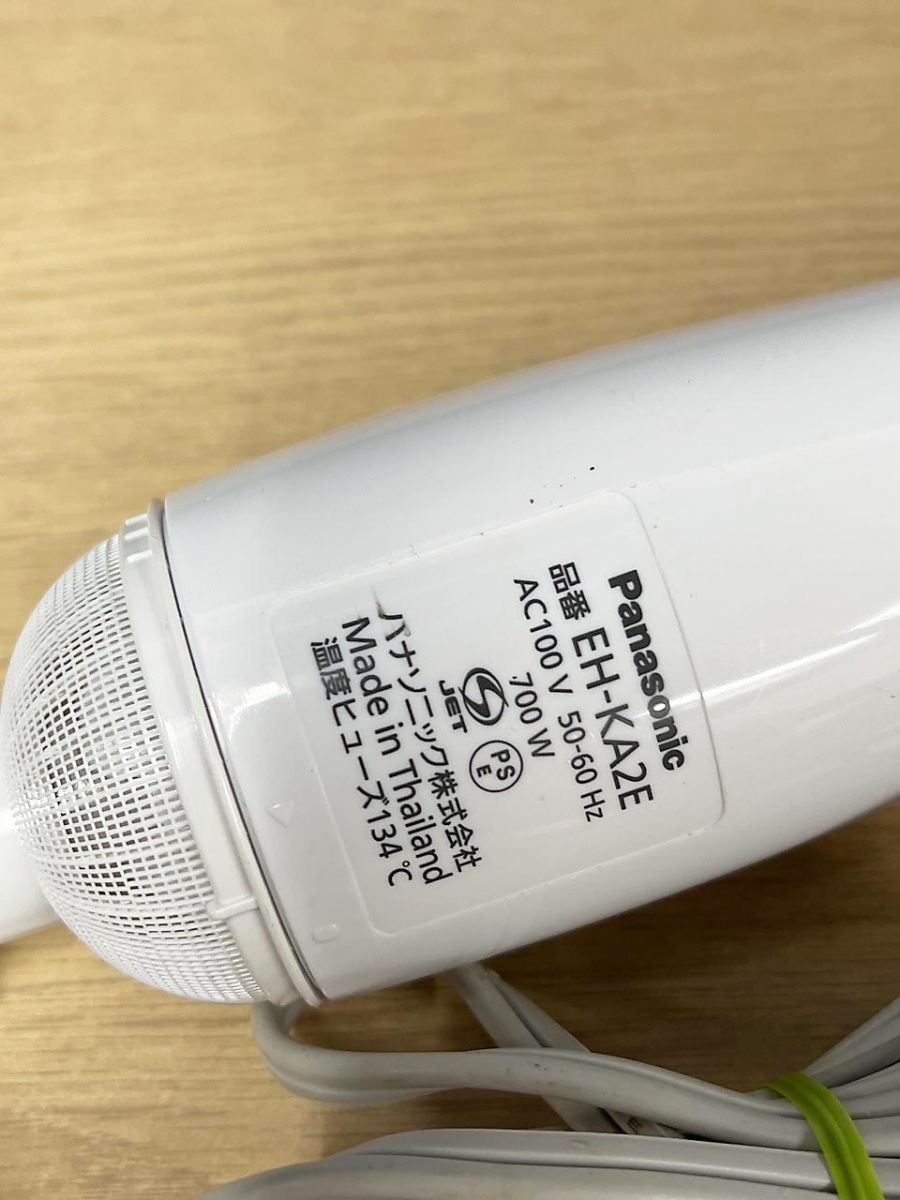 Panasonic
品番 EH-KA2E
AC100 V 50-60 Hz
700 W
JET
PS
E
パナソニック株式会社
Made in Thailand
温度ヒューズ134℃